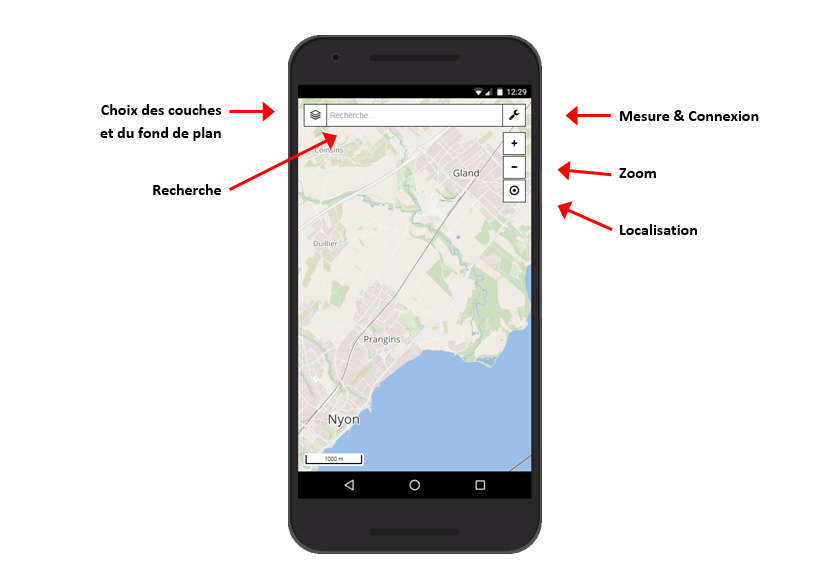 12:29
Choix des couches
et du fond de plan
Recherche...
Mesure & Connexion
Coinsins
+
Gland
-
Zoom
Recherche
Localisation
Duillier
Prangins
Nyon
1000 m